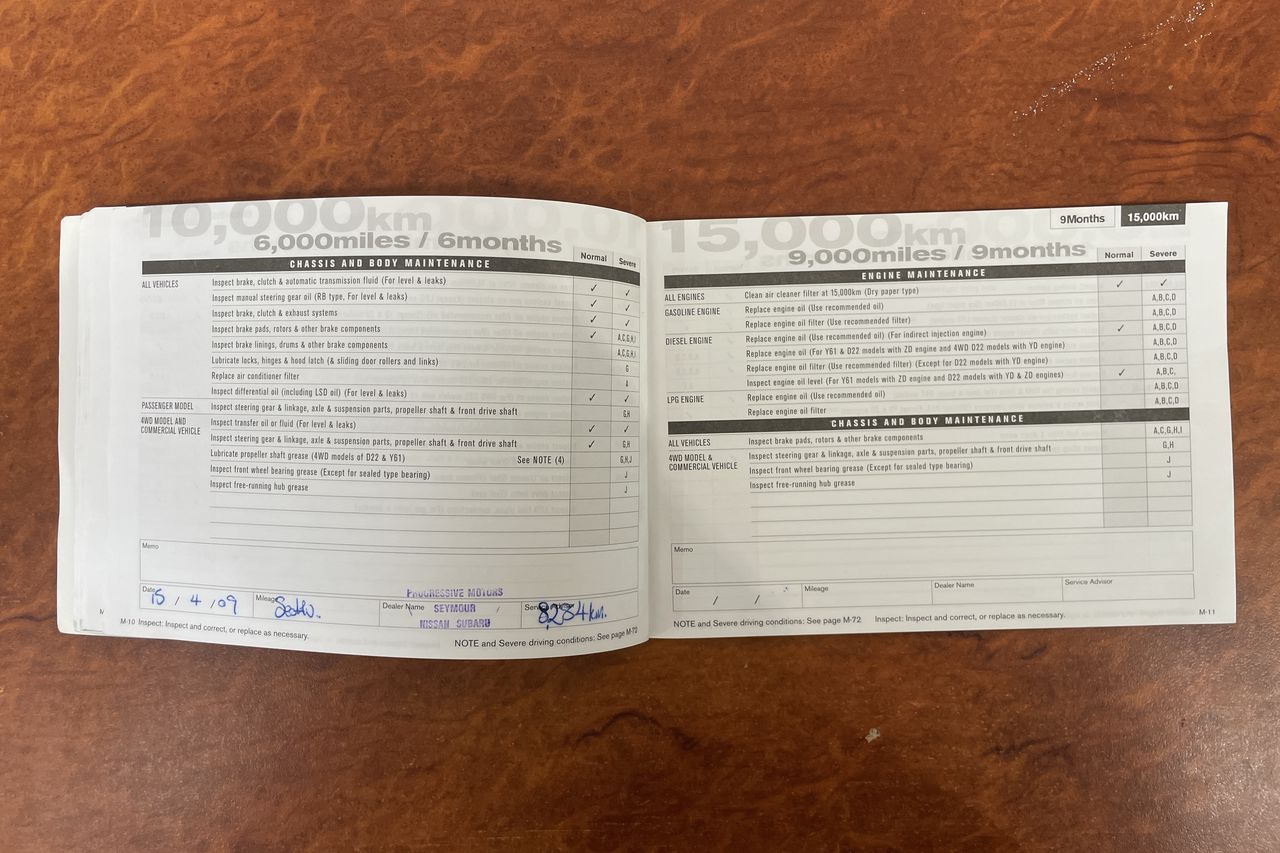 10,000km
6,000miles / 6months
Normal Severe
CHASSIS AND BODY MAINTENANCE
ALL VEHICLES Inspect brake, clutch & automatic transmission fluid (For level & leaks) ✓ ✓
Inspect manual steering gear oil (RB type, For level & leaks) ✓ ✓
Inspect brake, clutch & exhaust systems ✓ ✓
Inspect brake pads, rotors & other brake components ✓ A,C,G,H,I
Inspect brake linings, drums & other brake components A,C,G,H,I
Lubricate locks, hinges & hood latch (& sliding door rollers and links) G
Replace air conditioner filter
Inspect differential oil (including LSD oil) (For level & leaks) ✓ ✓
PASSENGER MODEL Inspect steering gear & linkage, axle & suspension parts, propeller shaft & front drive shaft G,H
4WD MODEL AND COMMERCIAL VEHICLE Inspect transfer oil or fluid (For level & leaks) ✓ ✓
Inspect steering gear & linkage, axle & suspension parts, propeller shaft & front drive shaft ✓ G,H
Lubricate propeller shaft grease (4WD models of D22 & Y61) See NOTE (4) G,H,J
Inspect front wheel bearing grease (Except for sealed type bearing) J
Inspect free-running hub grease J
Memo
Date 15 / 4 / 09 Mileage Dealer Name PROGRESSIVE MOTORS
SEYMOUR
NISSAN SUBARU
8284km.
M-10 Inspect: Inspect and correct, or replace as necessary.
NOTE and Severe driving conditions: See page M-72
9Months 15,000km
15,000km
9,000miles / 9months
Normal Severe
ENGINE MAINTENANCE
ALL ENGINES Clean air cleaner filter at 15,000km (Dry paper type) ✓ ✓
GASOLINE ENGINE Replace engine oil (Use recommended oil) A,B,C,D
Replace engine oil filter (Use recommended filter) A,B,C,D
DIESEL ENGINE Replace engine oil (Use recommended oil) (For indirect injection engine) ✓ A,B,C,D
Replace engine oil (For Y61 & D22 models with ZD engine and 4WD D22 models with YD engine) A,B,C,D
Replace engine oil filter (Use recommended filter) (Except for D22 models with YD engine) A,B,C,D
Inspect engine oil level (For Y61 models with ZD engine and D22 models with YD & ZD engines) ✓ A,B,C,
LPG ENGINE Replace engine oil (Use recommended oil) A,B,C,D
Replace engine oil filter A,B,C,D
CHASSIS AND BODY MAINTENANCE
ALL VEHICLES Inspect brake pads, rotors & other brake components A,C,G,H,I
4WD MODEL & COMMERCIAL VEHICLE Inspect steering gear & linkage, axle & suspension parts, propeller shaft & front drive shaft G,H
Inspect front wheel bearing grease (Except for sealed type bearing) J
Inspect free-running hub grease J
Memo
Date / / Mileage Dealer Name Service Advisor
NOTE and Severe driving conditions: See page M-72 Inspect: Inspect and correct, or replace as necessary.
M-11